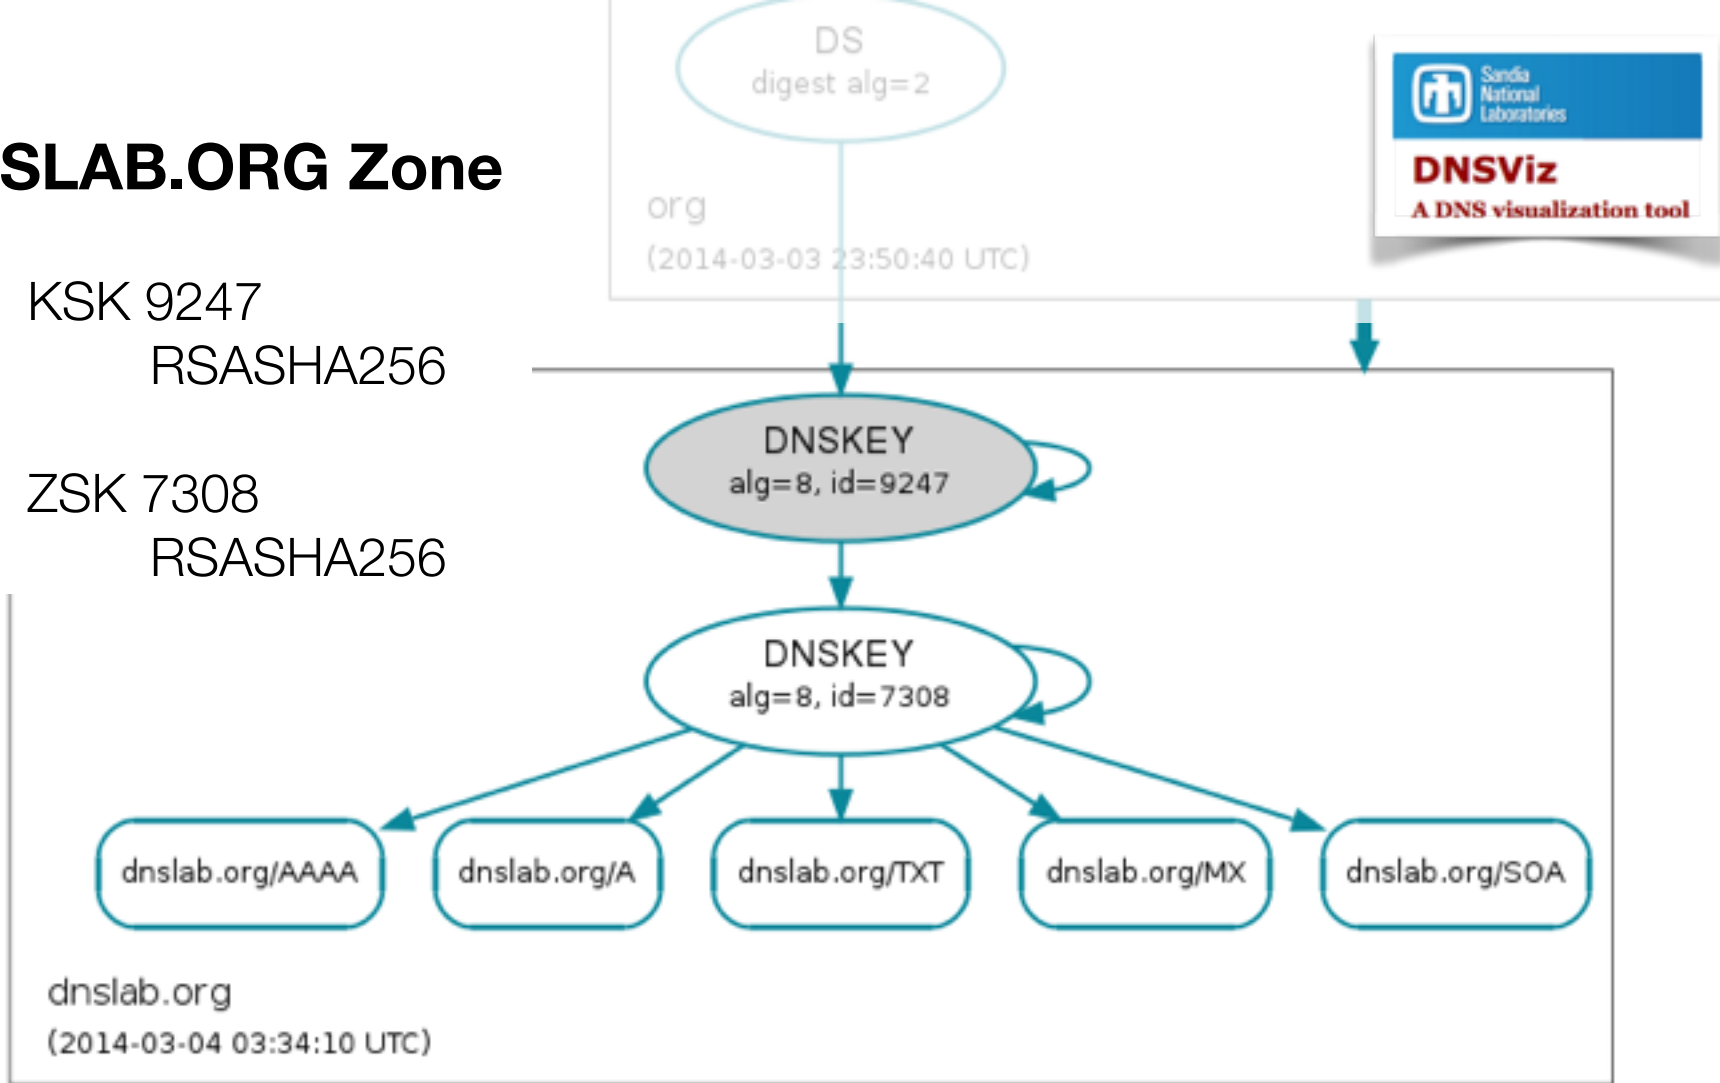 SLAB.ORG Zone
KSK 9247
RSASHA256
ZSK 7308
RSASHA256
DS
digest alg=2
org
(2014-03-03 23:50:40 UTC)
Sandia
National
Laboratories
DNSViz
A DNS visualization tool
DNSKEY
alg=8, id=9247
DNSKEY
alg=8, id=7308
dnslab.org/AAAA
dnslab.org/A
dnslab.org/TXT
dnslab.org/MX
dnslab.org/SOA
dnslab.org
(2014-03-04 03:34:10 UTC)